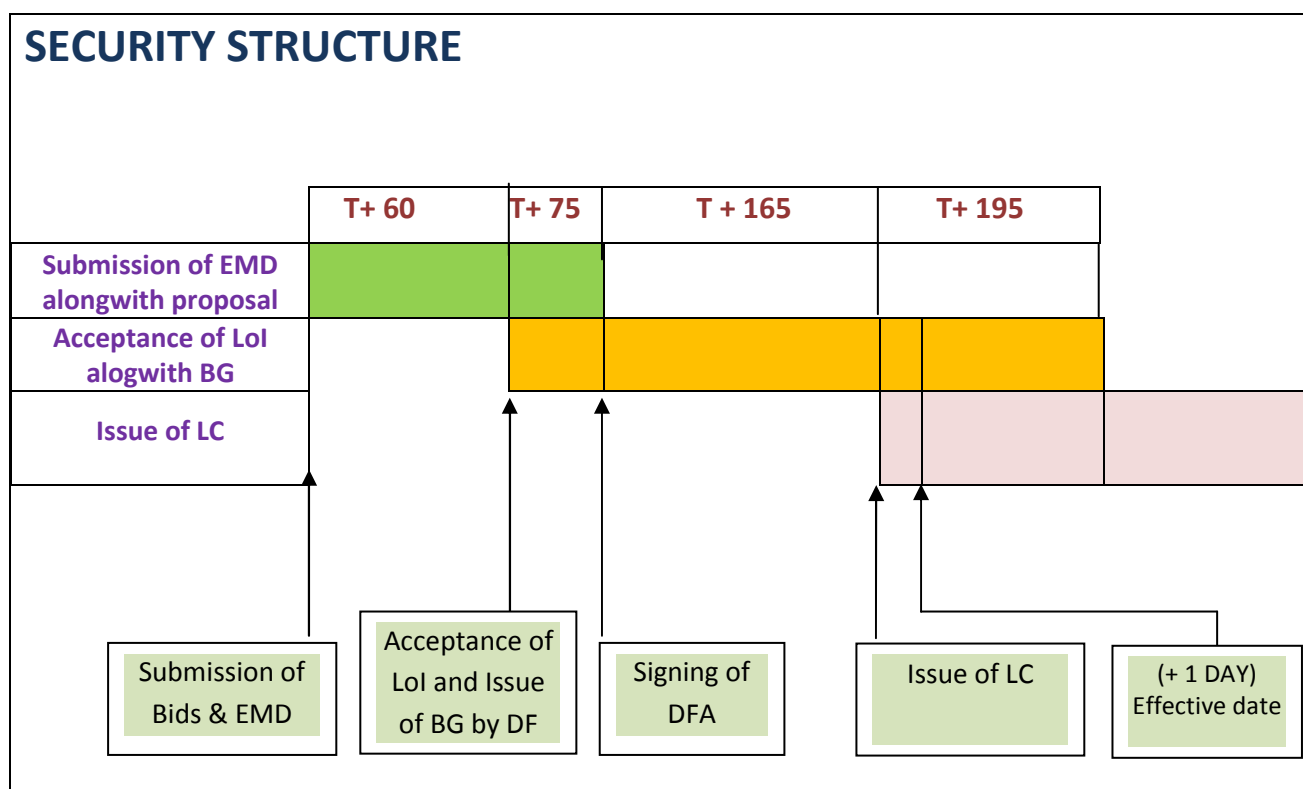 SECURITY STRUCTURE
T+ 60
T+ 75
T + 165
T+ 195
Submission of EMD
alongwith proposal
Acceptance of LoI
alogwith BG
Issue of LC
Submission of
Bids & EMD
Acceptance of
LoI and Issue
of BG by DF
Signing of
DFA
Issue of LC
(+ 1 DAY)
Effective date